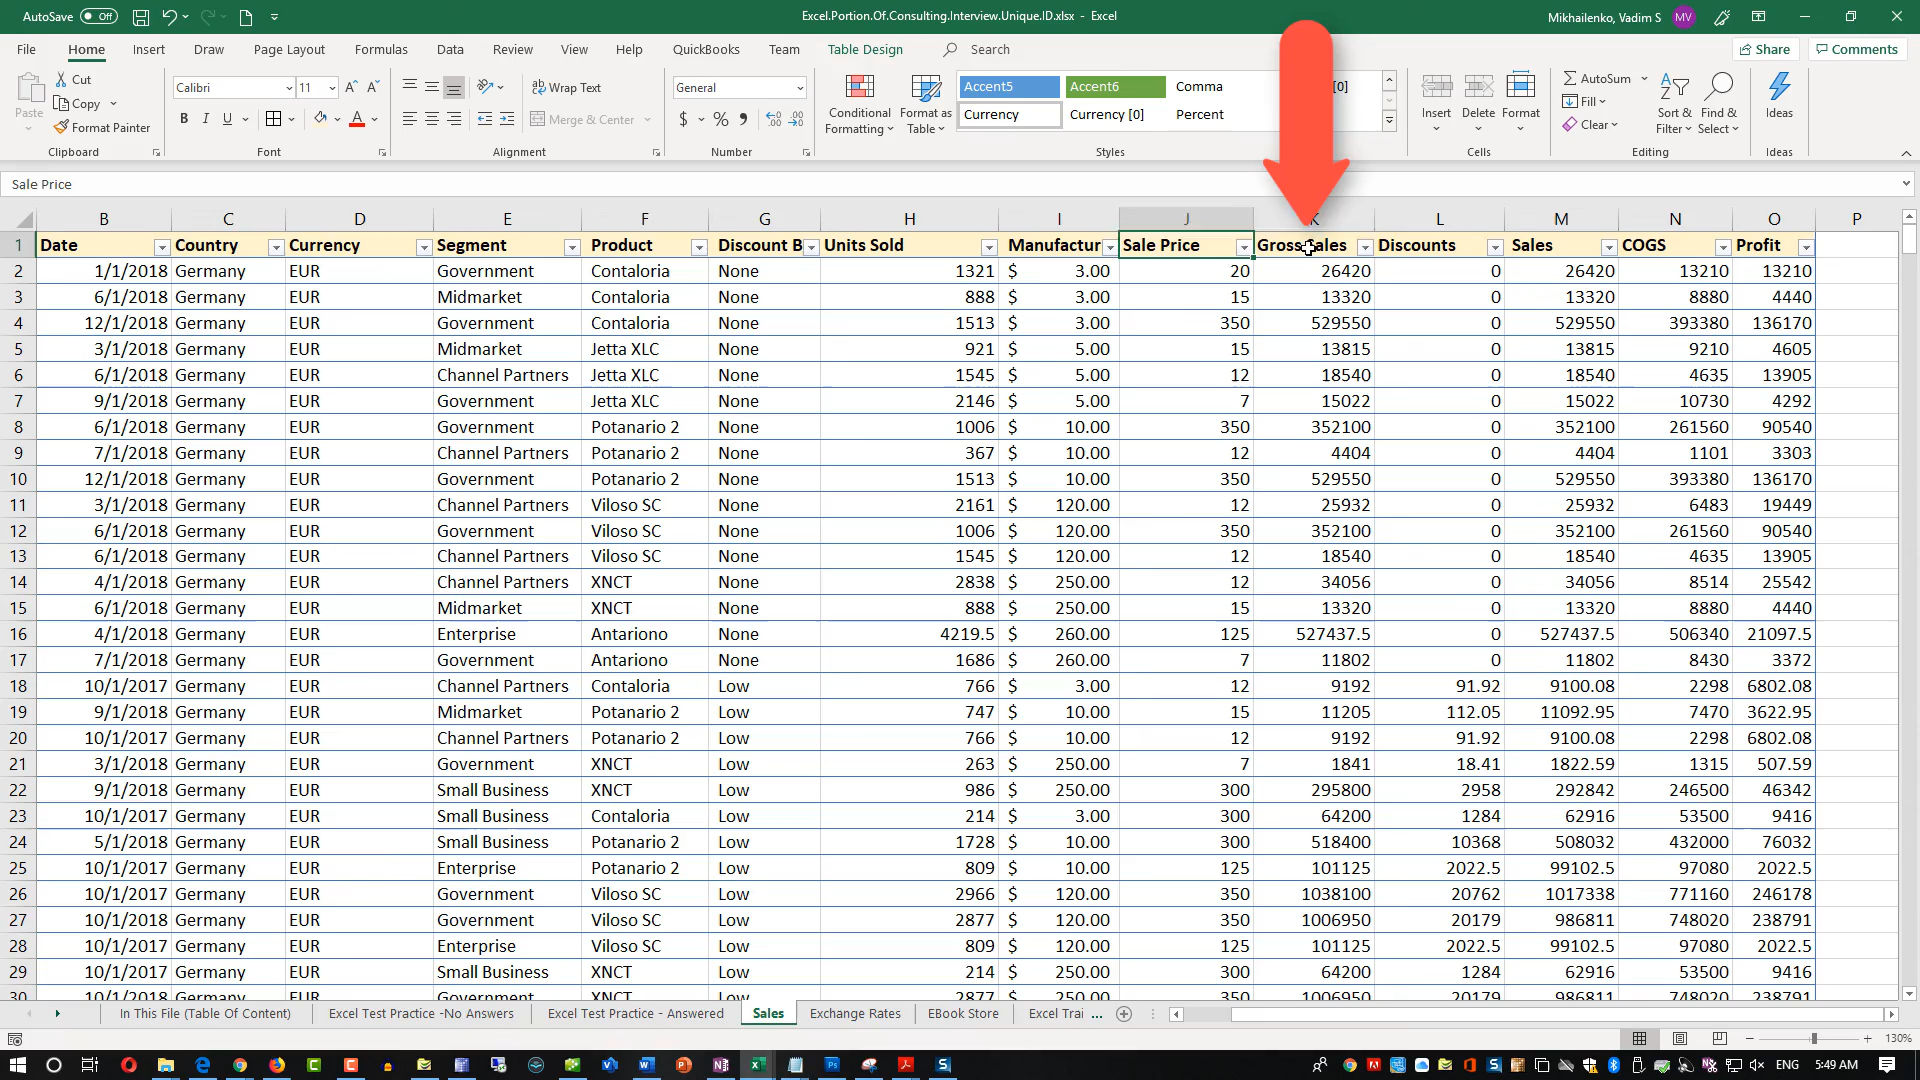 AutoSave Off Excel.Portion.Of.Consulting.Interview.Unique.ID.xlsx - Excel Mikhailenko, Vadim S MV
File Home Insert Draw Page Layout Formulas Data Review View Help QuickBooks Team Table Design Search Share Comments
Paste Cut Copy Format Painter
Calibri 11 A A B I U A
Wrap Text Merge & Center
General $ % 9
Conditional Formatting Format as Table
Accent5 Accent6 Comma [0]
Currency Currency [0] Percent
Insert Delete Format
AutoSum Fill Clear Sort & Filter Find & Select Ideas
Clipboard Font Alignment Number Styles Cells Editing Ideas
Sale Price
B C D E F G H I J K L M N O P
1 Date Country Currency Segment Product Discount B Units Sold Manufactur Sale Price Gross Sales Discounts Sales COGS Profit
2 1/1/2018 Germany EUR Government Contaloria None 1321 $ 3.00 20 26420 0 26420 13210 13210
3 6/1/2018 Germany EUR Midmarket Contaloria None 888 $ 3.00 15 13320 0 13320 8880 4440
4 12/1/2018 Germany EUR Government Contaloria None 1513 $ 3.00 350 529550 0 529550 393380 136170
5 3/1/2018 Germany EUR Midmarket Jetta XLC None 921 $ 5.00 15 13815 0 13815 9210 4605
6 6/1/2018 Germany EUR Channel Partners Jetta XLC None 1545 $ 5.00 12 18540 0 18540 4635 13905
7 9/1/2018 Germany EUR Government Jetta XLC None 2146 $ 5.00 7 15022 0 15022 10730 4292
8 6/1/2018 Germany EUR Government Potanario 2 None 1006 $ 10.00 350 352100 0 352100 261560 90540
9 7/1/2018 Germany EUR Channel Partners Potanario 2 None 367 $ 10.00 12 4404 0 4404 1101 3303
10 12/1/2018 Germany EUR Government Potanario 2 None 1513 $ 10.00 350 529550 0 529550 393380 136170
11 3/1/2018 Germany EUR Channel Partners Viloso SC None 2161 $ 120.00 12 25932 0 25932 6483 19449
12 6/1/2018 Germany EUR Government Viloso SC None 1006 $ 120.00 350 352100 0 352100 261560 90540
13 6/1/2018 Germany EUR Channel Partners Viloso SC None 1545 $ 120.00 12 18540 0 18540 4635 13905
14 4/1/2018 Germany EUR Channel Partners XNCT None 2838 $ 250.00 12 34056 0 34056 8514 25542
15 6/1/2018 Germany EUR Midmarket XNCT None 888 $ 250.00 15 13320 0 13320 8880 4440
16 4/1/2018 Germany EUR Enterprise Antariono None 4219.5 $ 260.00 125 527437.5 0 527437.5 506340 21097.5
17 7/1/2018 Germany EUR Government Antariono None 1686 $ 260.00 7 11802 0 11802 8430 3372
18 10/1/2017 Germany EUR Channel Partners Contaloria Low 766 $ 3.00 12 9192 91.92 9100.08 2298 6802.08
19 9/1/2018 Germany EUR Midmarket Potanario 2 Low 747 $ 10.00 15 11205 112.05 11092.95 7470 3622.95
20 10/1/2017 Germany EUR Channel Partners Potanario 2 Low 766 $ 10.00 12 9192 91.92 9100.08 2298 6802.08
21 3/1/2018 Germany EUR Government XNCT Low 263 $ 250.00 7 1841 18.41 1822.59 1315 507.59
22 9/1/2018 Germany EUR Small Business XNCT Low 986 $ 250.00 300 295800 2958 292842 246500 46342
23 10/1/2017 Germany EUR Small Business Contaloria Low 214 $ 3.00 300 64200 1284 62916 53500 9416
24 5/1/2018 Germany EUR Small Business Potanario 2 Low 1728 $ 10.00 300 518400 10368 508032 432000 76032
25 10/1/2017 Germany EUR Enterprise Potanario 2 Low 809 $ 10.00 125 101125 2022.5 99102.5 97080 2022.5
26 10/1/2017 Germany EUR Government Viloso SC Low 2966 $ 120.00 350 1038100 20762 1017338 771160 246178
27 10/1/2018 Germany EUR Government Viloso SC Low 2877 $ 120.00 350 1006950 20179 986811 748020 238791
28 10/1/2017 Germany EUR Enterprise Viloso SC Low 809 $ 120.00 125 101125 2022.5 99102.5 97080 2022.5
29 10/1/2017 Germany EUR Small Business XNCT Low 214 $ 250.00 300 64200 1284 62916 53500 9416
30 10/1/2018 Germany EUR Government XNCT Low 2877 $ 250.00 350 1006950 20179 986811 748020 238791
In This File (Table Of Content) Excel Test Practice -No Answers Excel Test Practice - Answered Sales Exchange Rates EBook Store Excel Trai ...
130%
ENG 5:49 AM